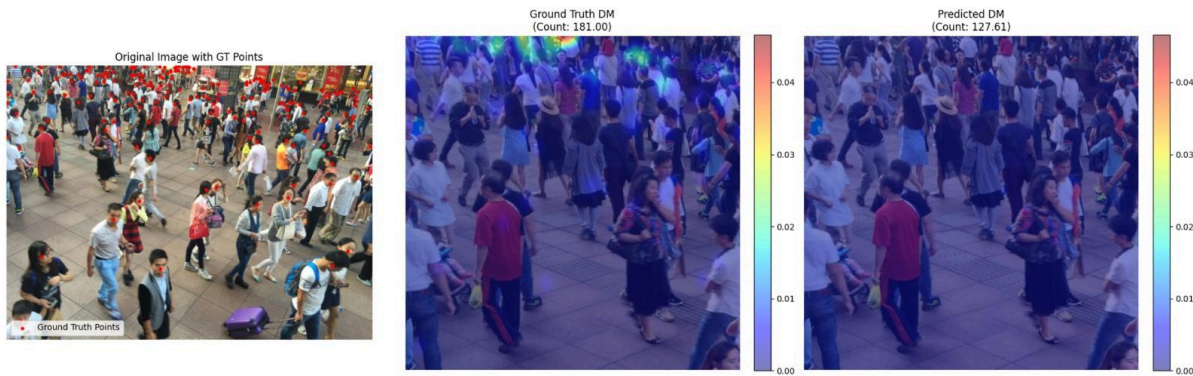 Original Image with GT Points
Ground Truth Points
Ground Truth DM
(Count: 181.00)
0.04
0.03
0.02
0.01
0.00
Predicted DM
(Count: 127.61)
0.04
0.03
0.02
0.01
0.00